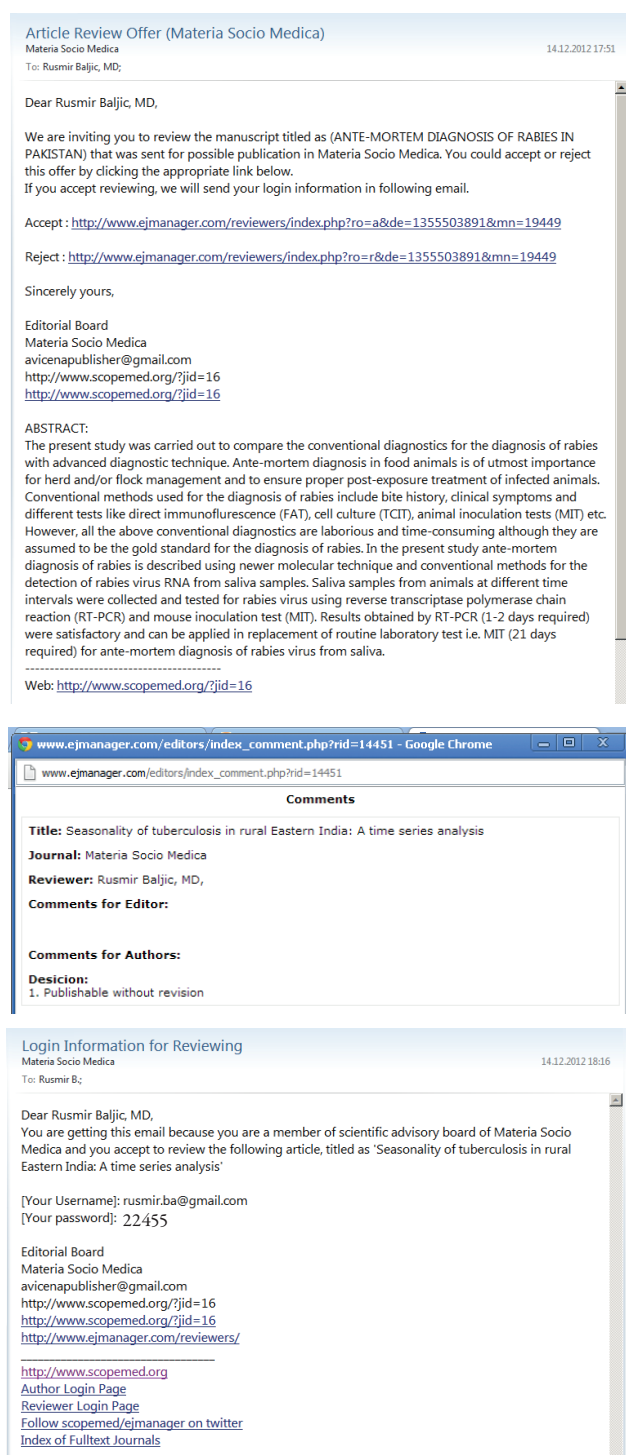 Article Review Offer (Materia Socio Medica)
Materia Socio Medica
14.12.2012 17:51
To: Rusmir Baljic, MD;
Dear Rusmir Baljic, MD,
We are inviting you to review the manuscript titled as (ANTE-MORTEM DIAGNOSIS OF RABIES IN
PAKISTAN) that was sent for possible publication in Materia Socio Medica. You could accept or reject
this offer by clicking the appropriate link below.
If you accept reviewing, we will send your login information in following email.
Accept : http://www.ejmanager.com/reviewers/index.php?ro=a&de=1355503891&mn=19449
Reject : http://www.ejmanager.com/reviewers/index.php?ro=r&de=1355503891&mn=19449
Sincerely yours,
Editorial Board
Materia Socio Medica
avicenapublisher@gmail.com
http://www.scopemed.org/?jid=16
http://www.scopemed.org/?jid=16
ABSTRACT:
The present study was carried out to compare the conventional diagnostics for the diagnosis of rabies
with advanced diagnostic technique. Ante-mortem diagnosis in food animals is of utmost importance
for herd and/or flock management and to ensure proper post-exposure treatment of infected animals.
Conventional methods used for the diagnosis of rabies include bite history, clinical symptoms and
different tests like direct immunoflurescence (FAT), cell culture (TCIT), animal inoculation tests (MIT) etc.
However, all the above conventional diagnostics are laborious and time-consuming although they are
assumed to be the gold standard for the diagnosis of rabies. In the present study ante-mortem
diagnosis of rabies is described using newer molecular technique and conventional methods for the
detection of rabies virus RNA from saliva samples. Saliva samples from animals at different time
intervals were collected and tested for rabies virus using reverse transcriptase polymerase chain
reaction (RT-PCR) and mouse inoculation test (MIT). Results obtained by RT-PCR (1-2 days required)
were satisfactory and can be applied in replacement of routine laboratory test i.e. MIT (21 days
required) for ante-mortem diagnosis of rabies virus from saliva.
----------------------------------------
Web: http://www.scopemed.org/?jid=16
www.ejmanager.com/editors/index_comment.php?rid=14451 - Google Chrome
www.ejmanager.com/editors/index_comment.php?rid=14451
Comments
Title: Seasonality of tuberculosis in rural Eastern India: A time series analysis
Journal: Materia Socio Medica
Reviewer: Rusmir Baljic, MD,
Comments for Editor:
Comments for Authors:
Desicion:
1. Publishable without revision
Login Information for Reviewing
Materia Socio Medica
14.12.2012 18:16
To: Rusmir B.;
Dear Rusmir Baljic, MD,
You are getting this email because you are a member of scientific advisory board of Materia Socio
Medica and you accept to review the following article, titled as 'Seasonality of tuberculosis in rural
Eastern India: A time series analysis'
[Your Username]: rusmir.ba@gmail.com
[Your password]: 22455
Editorial Board
Materia Socio Medica
avicenapublisher@gmail.com
http://www.scopemed.org/?jid=16
http://www.scopemed.org/?jid=16
http://www.ejmanager.com/reviewers/
___________________________________
http://www.scopemed.org
Author Login Page
Reviewer Login Page
Follow scopemed/ejmanager on twitter
Index of Fulltext Journals